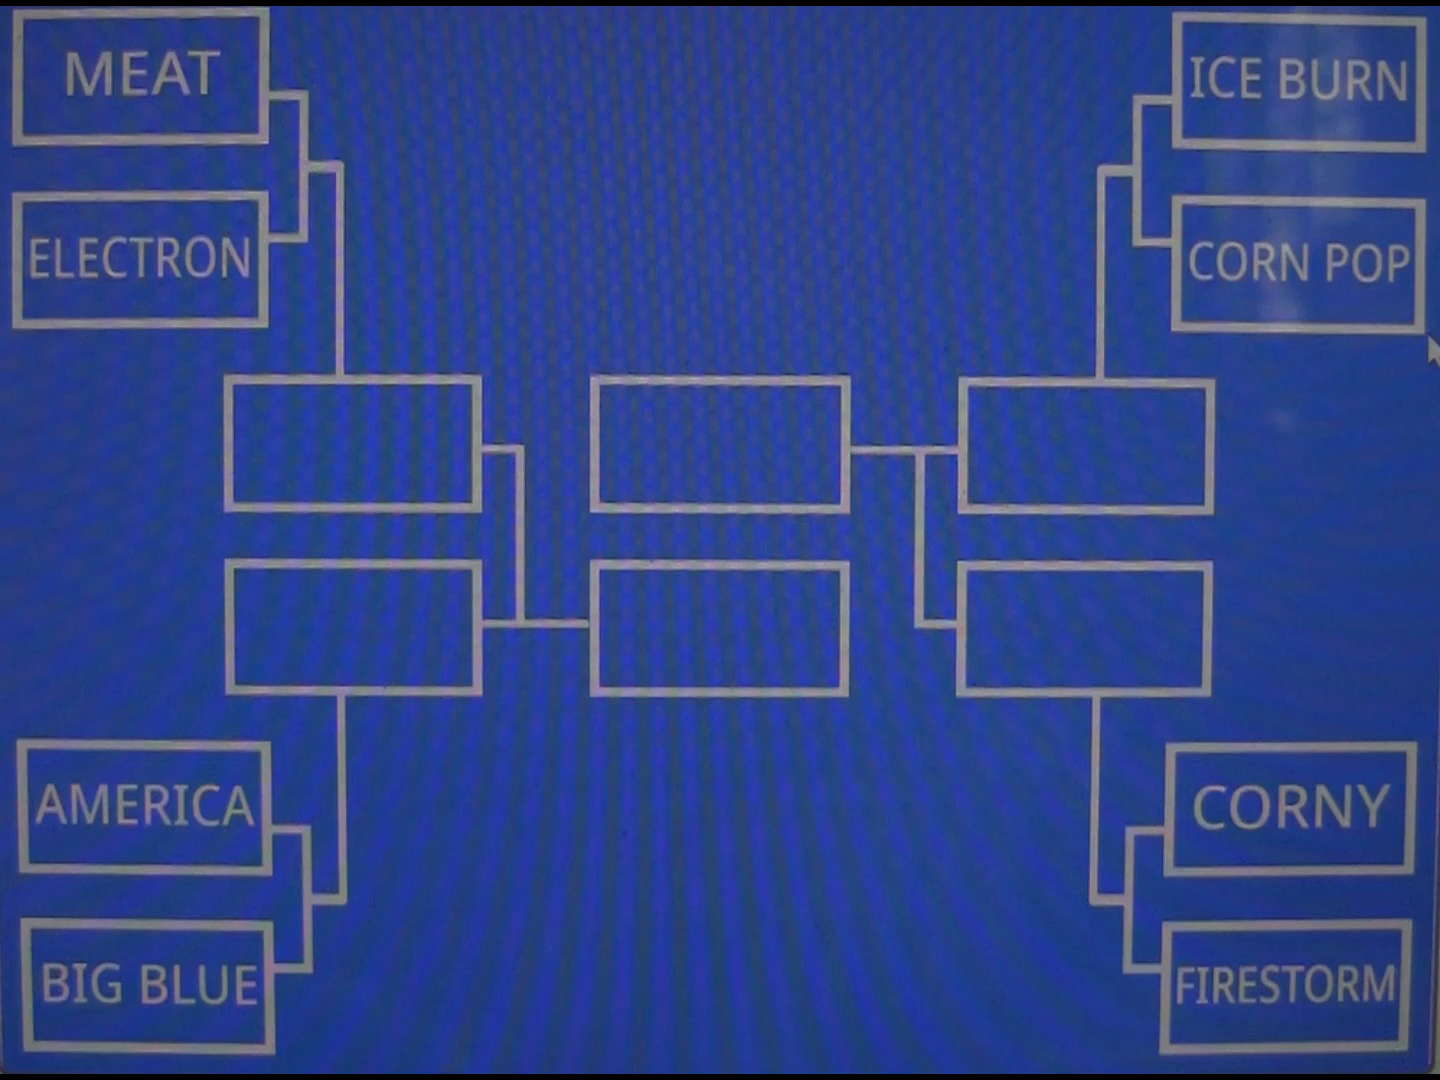 MEAT
ELECTRON
AMERICA
BIG BLUE
ICE BURN
CORN POP
CORNY
FIRESTORM